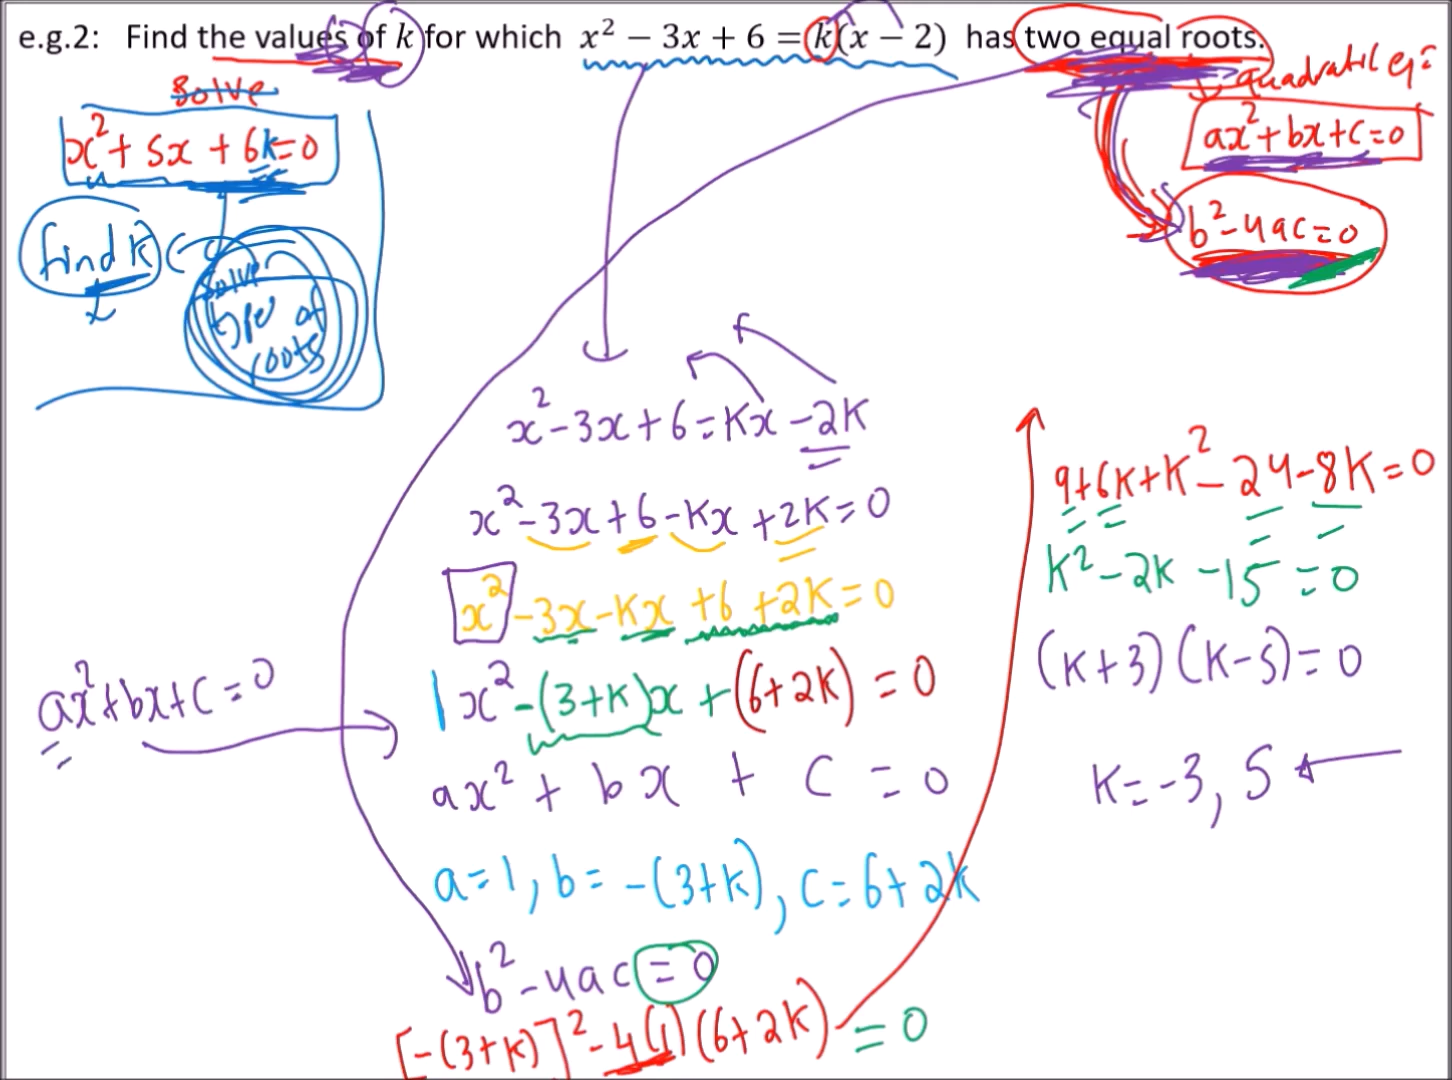 e.g.2: Find the values of k for which x² − 3x + 6 = k(x − 2) has two equal roots.
Solve
x² + 5x + 6k = 0
find k
x
Solve
type of
roots
quadratic eq=
ax² + bx + c = 0
b² - 4ac = 0
x² - 3x + 6 = Kx - 2K
x² - 3x + 6 - Kx + 2K = 0
x² - 3x - Kx + 6 + 2K = 0
ax² + bx + c = 0
1x² - (3+K)x + (6+2K) = 0
ax² + bx + c = 0
a = 1, b = -(3+K), c = 6+2k
b² - 4ac = 0
[-(3+K)]² - 4(1)(6+2K) = 0
9 + 6K + K² - 24 - 8K = 0
K² - 2K - 15 = 0
(K+3)(K-5) = 0
K = -3, 5